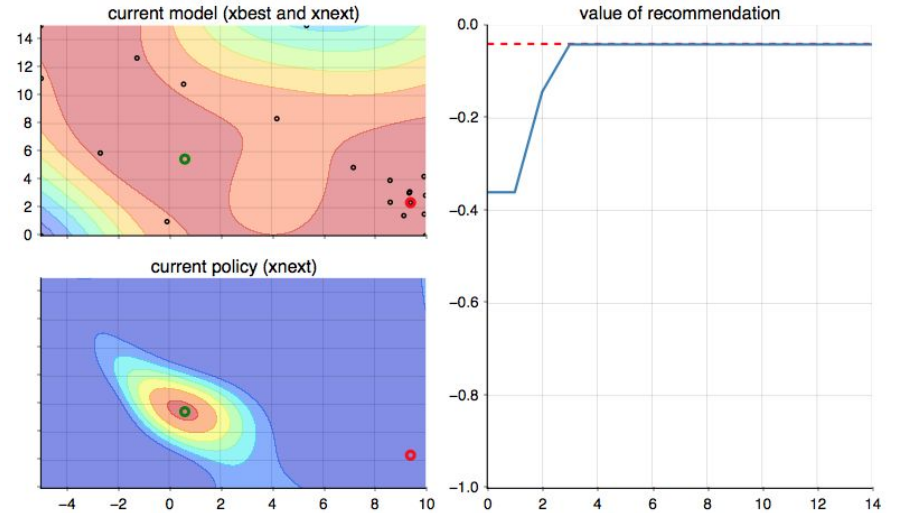 current model (xbest and xnext)
14
12
10
8
6
4
2
0
current policy (xnext)
−4 −2 0 2 4 6 8 10
value of recommendation
0.0
−0.2
−0.4
−0.6
−0.8
−1.0
0 2 4 6 8 10 12 14